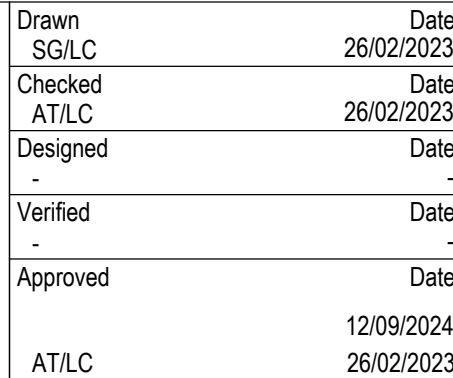 Drawn Date
SG/LC 26/02/2023
Checked Date
AT/LC 26/02/2023
Designed Date
- -
Verified Date
- -
Approved Date
12/09/2024
AT/LC 26/02/2023